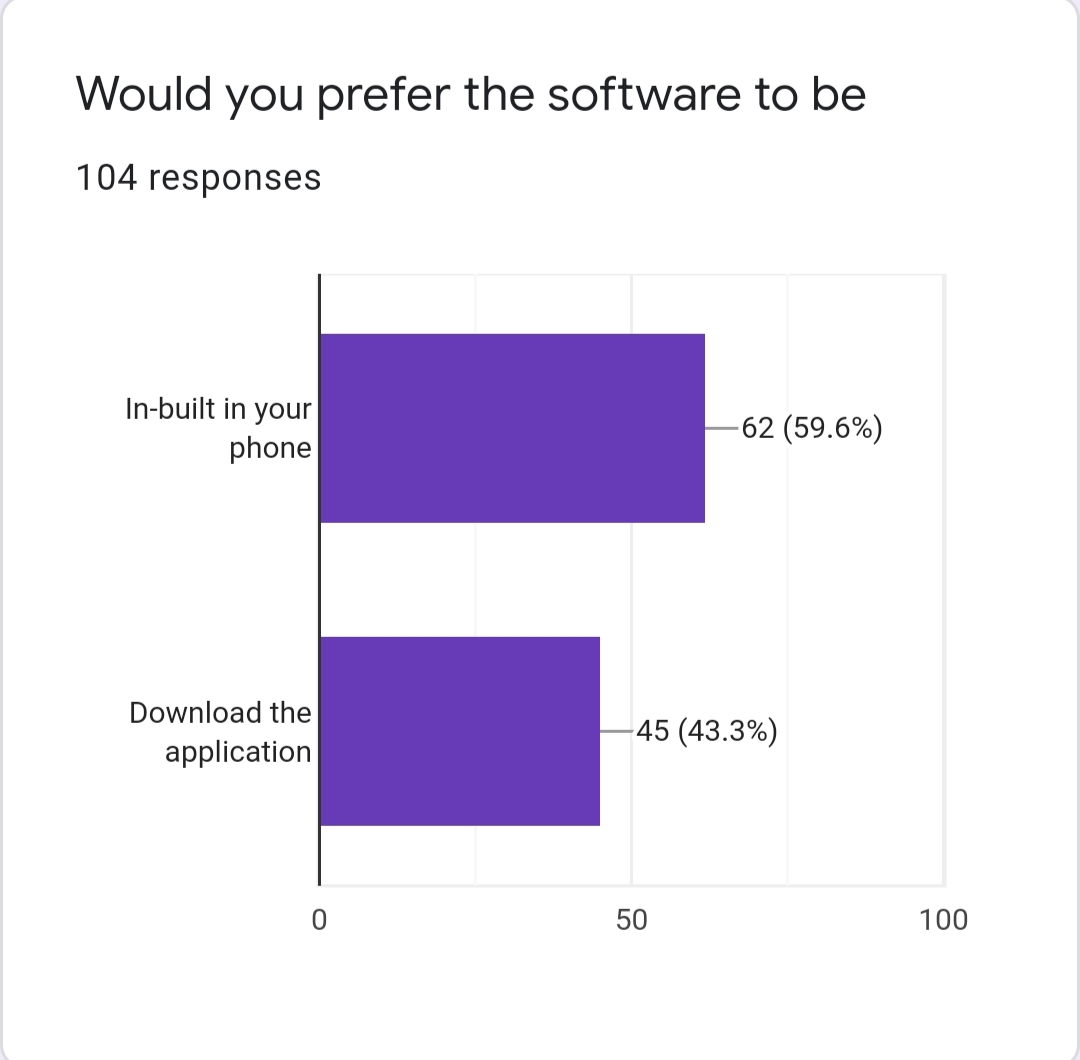 Would you prefer the software to be
104 responses
In-built in your
phone
62 (59.6%)
Download the
application
45 (43.3%)
0
50
100